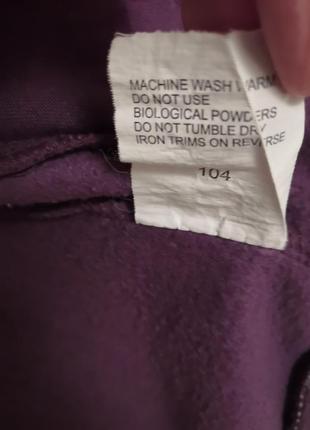 MACHINE WASH WARM
DO NOT USE
BIOLOGICAL POWDERS
DO NOT TUMBLE DRY
IRON TRIMS ON REVERSE
104